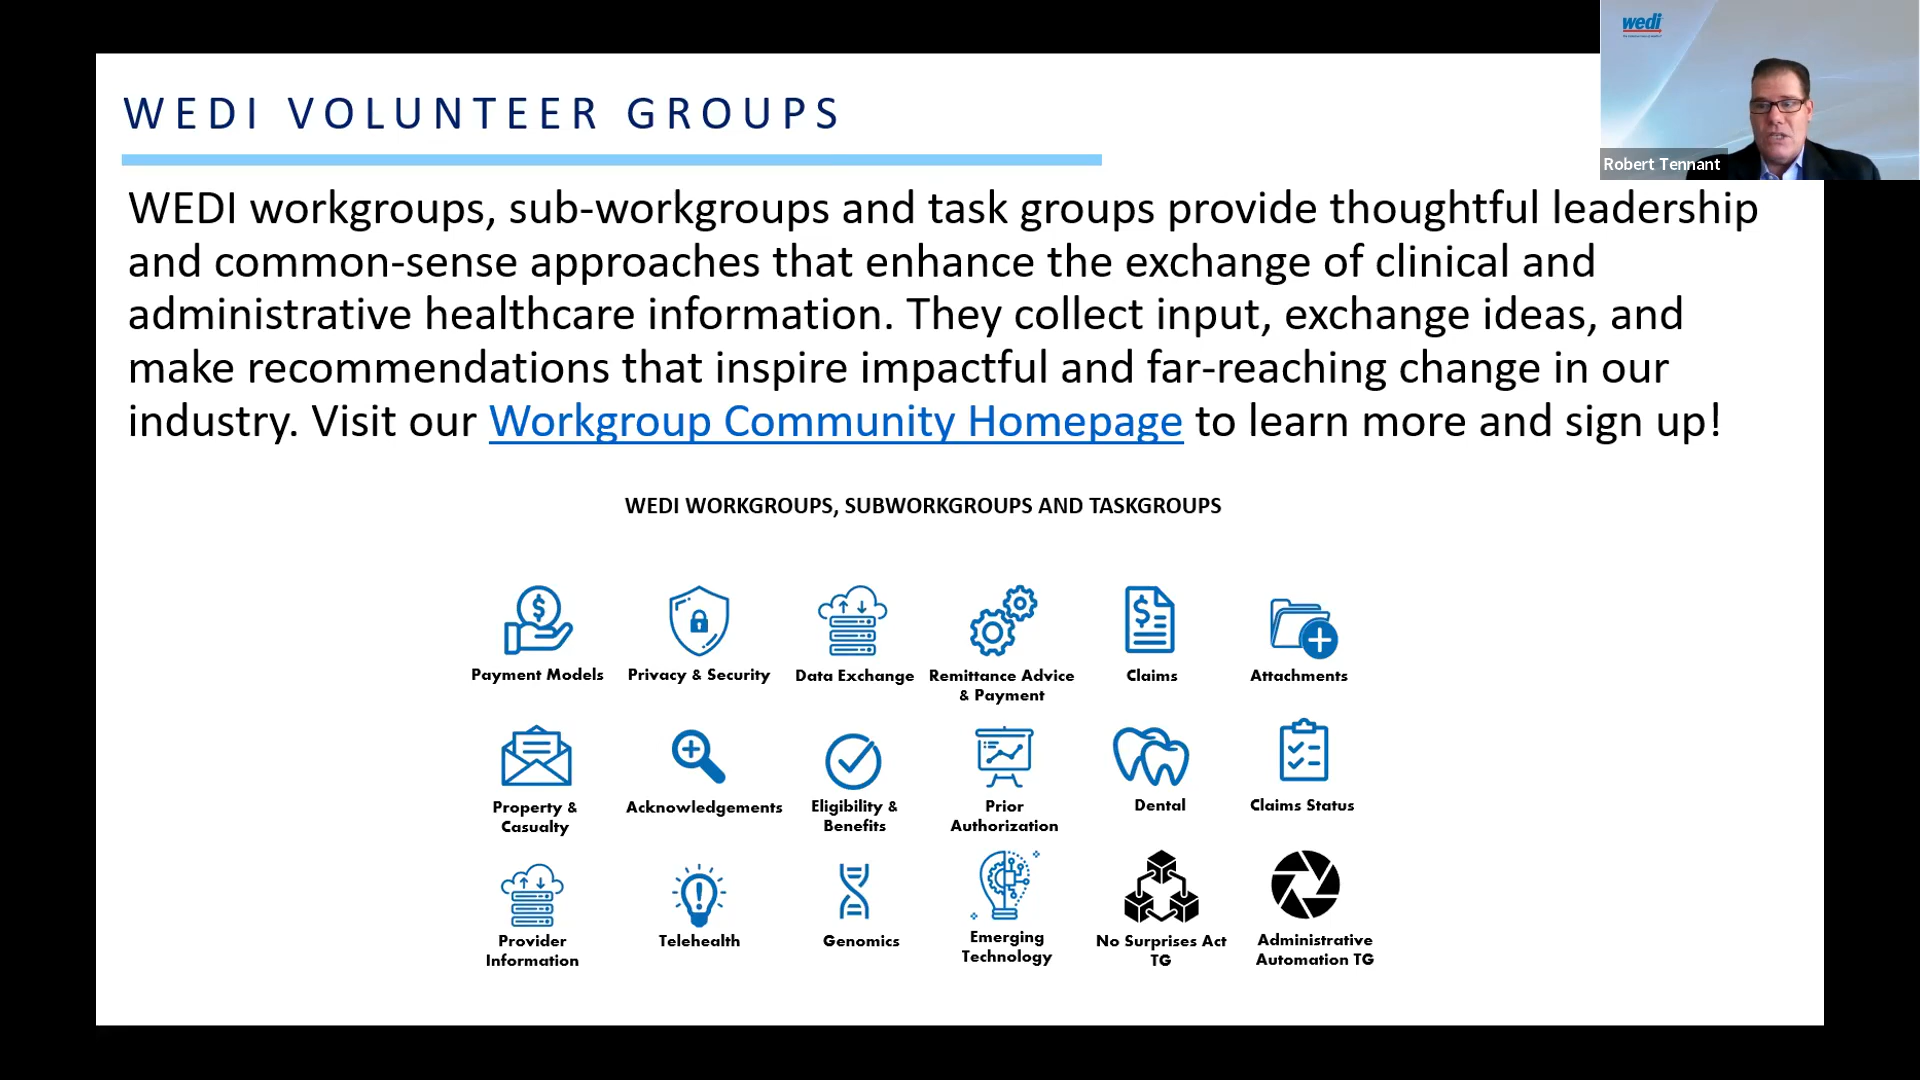 wedi
Robert Tennant
WEDI VOLUNTEER GROUPS
WEDI workgroups, sub-workgroups and task groups provide thoughtful leadership
and common-sense approaches that enhance the exchange of clinical and
administrative healthcare information. They collect input, exchange ideas, and
make recommendations that inspire impactful and far-reaching change in our
industry. Visit our Workgroup Community Homepage to learn more and sign up!
WEDI WORKGROUPS, SUBWORKGROUPS AND TASKGROUPS
Payment Models
Privacy & Security
Data Exchange
Remittance Advice
& Payment
Claims
Attachments
Property &
Casualty
Acknowledgements
Eligibility &
Benefits
Prior
Authorization
Dental
Claims Status
Provider
Information
Telehealth
Genomics
Emerging
Technology
No Surprises Act
TG
Administrative
Automation TG